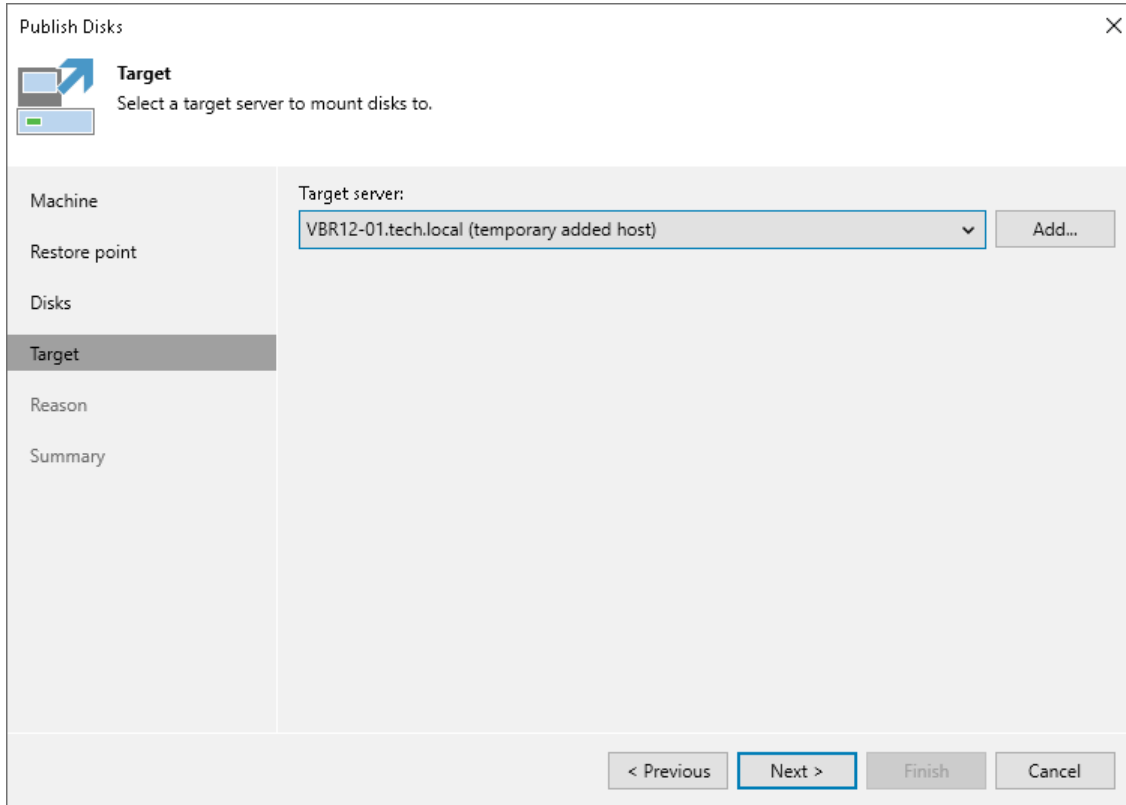 Publish Disks
Target
Select a target server to mount disks to.
Machine
Restore point
Disks
Target
Reason
Summary
Target server:
VBR12-01.tech.local (temporary added host)
Add...
< Previous
Next >
Finish
Cancel